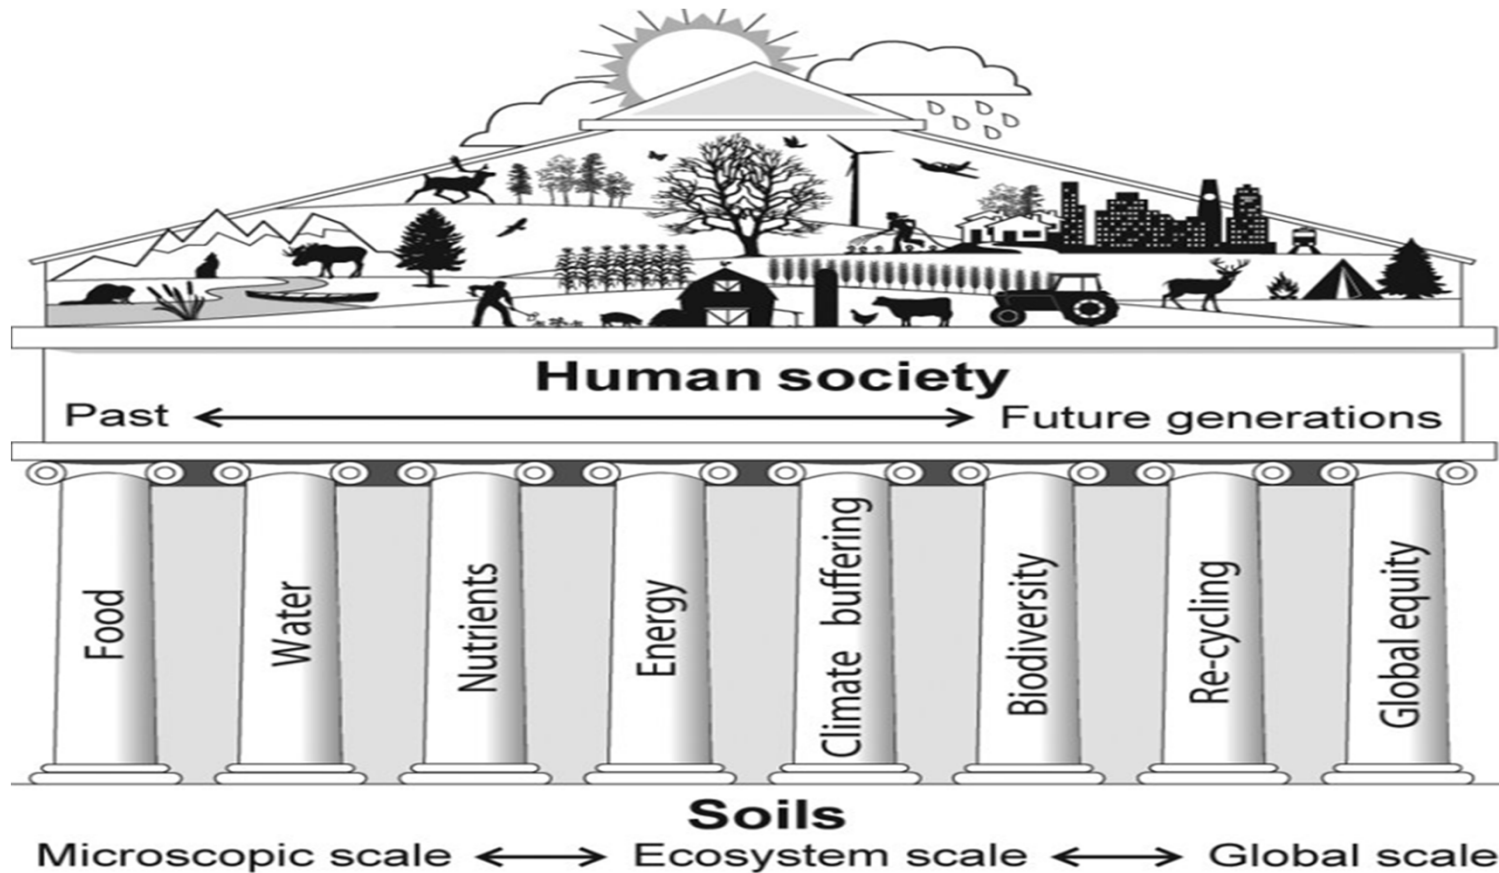 Human society
Past
Future generations
Food
Water
Nutrients
Energy
Climate buffering
Biodiversity
Re-cycling
Global equity
Soils
Microscopic scale
Ecosystem scale
Global scale